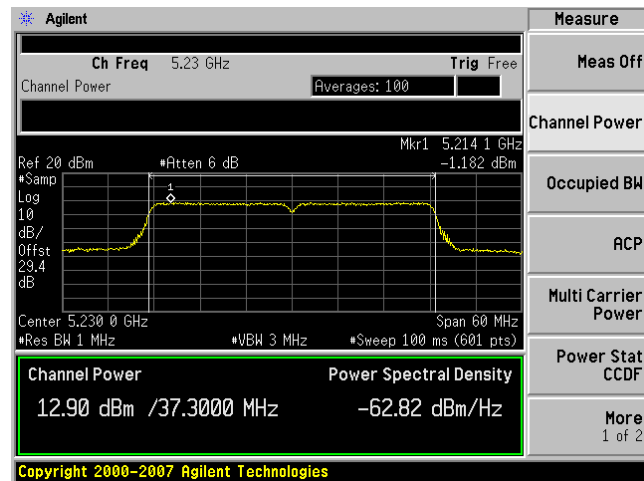 Agilent
Measure
Ch Freq 5.23 GHz Trig Free
Meas Off
Channel Power Averages: 100
Channel Power
Mkr1 5.214 1 GHz
Ref 20 dBm #Atten 6 dB -1.182 dBm
#Samp
Log
10
dB/
Offst
29.4
dB
1
Occupied BW
ACP
Multi Carrier
Power
Center 5.230 0 GHz Span 60 MHz
#Res BW 1 MHz #VBW 3 MHz #Sweep 100 ms (601 pts)
Power Stat
CCDF
Channel Power Power Spectral Density
12.90 dBm /37.3000 MHz -62.82 dBm/Hz
More
1 of 2
Copyright 2000-2007 Agilent Technologies